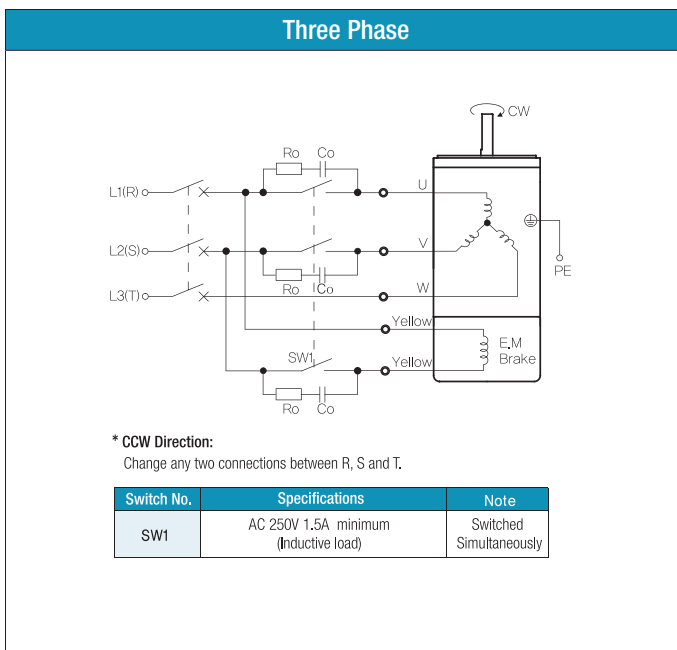 Three Phase
CW
Ro Co
L1(R)
U
L2(S)
V
Ro Co
PE
L3(T)
W
Yellow
SW1
Yellow
E.M
Brake
Ro Co
* CCW Direction:
Change any two connections between R, S and T.
Switch No. Specifications Note
SW1 AC 250V 1.5A minimum (Inductive load) Switched Simultaneously